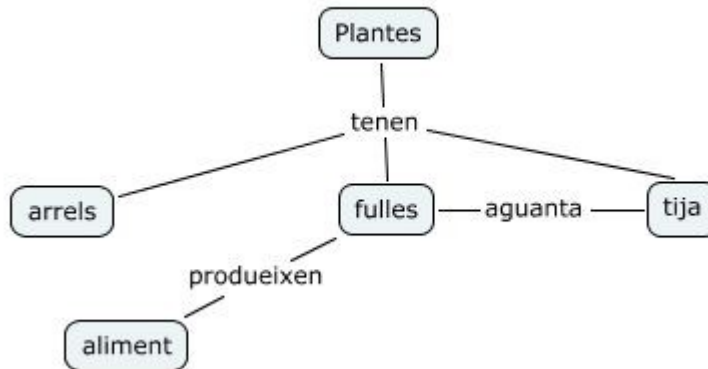 Plantes
tenen
arrels
fulles
aguanta
tija
produeixen
aliment